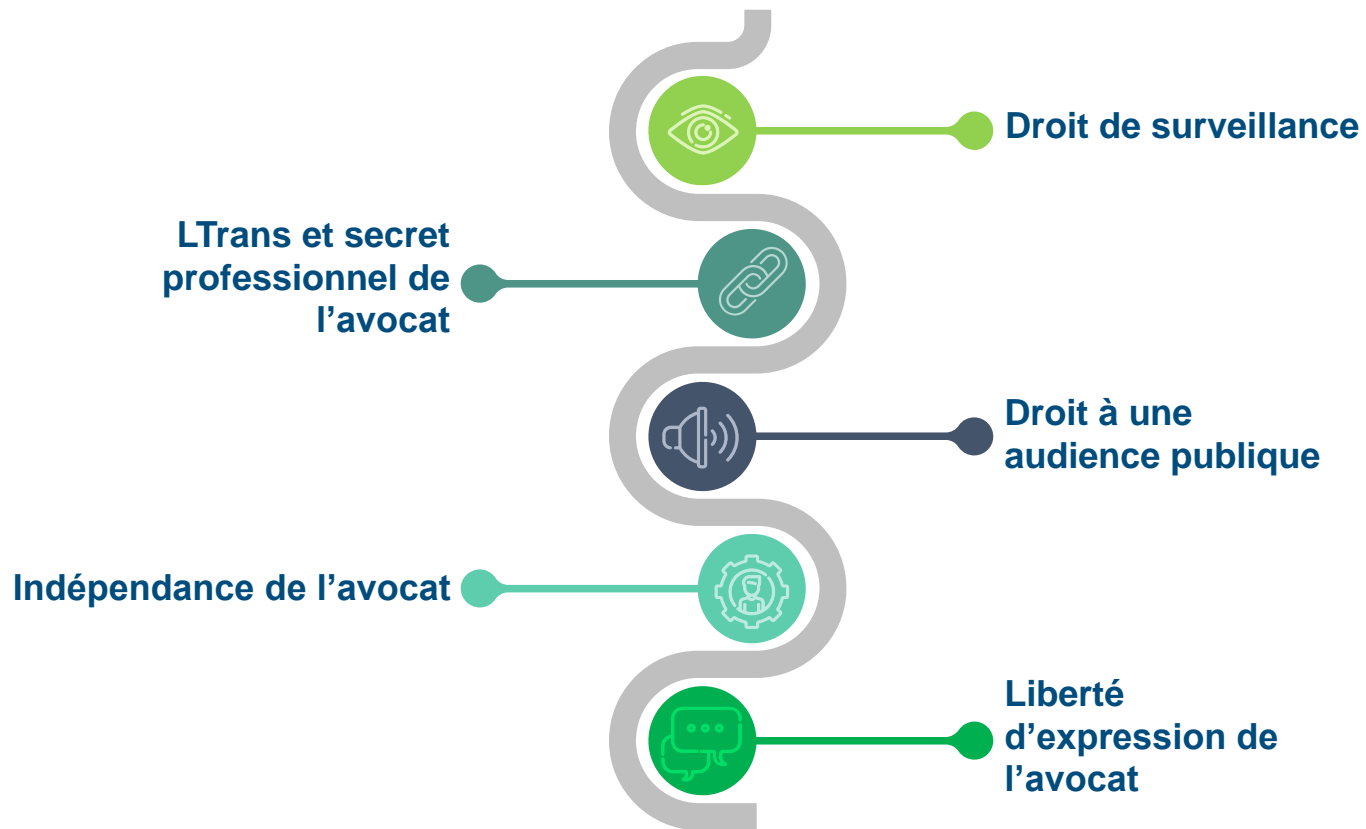 Droit de surveillance
LTrans et secret
professionnel de
l’avocat
Droit à une
audience publique
Indépendance de l’avocat
Liberté
d’expression de
l’avocat